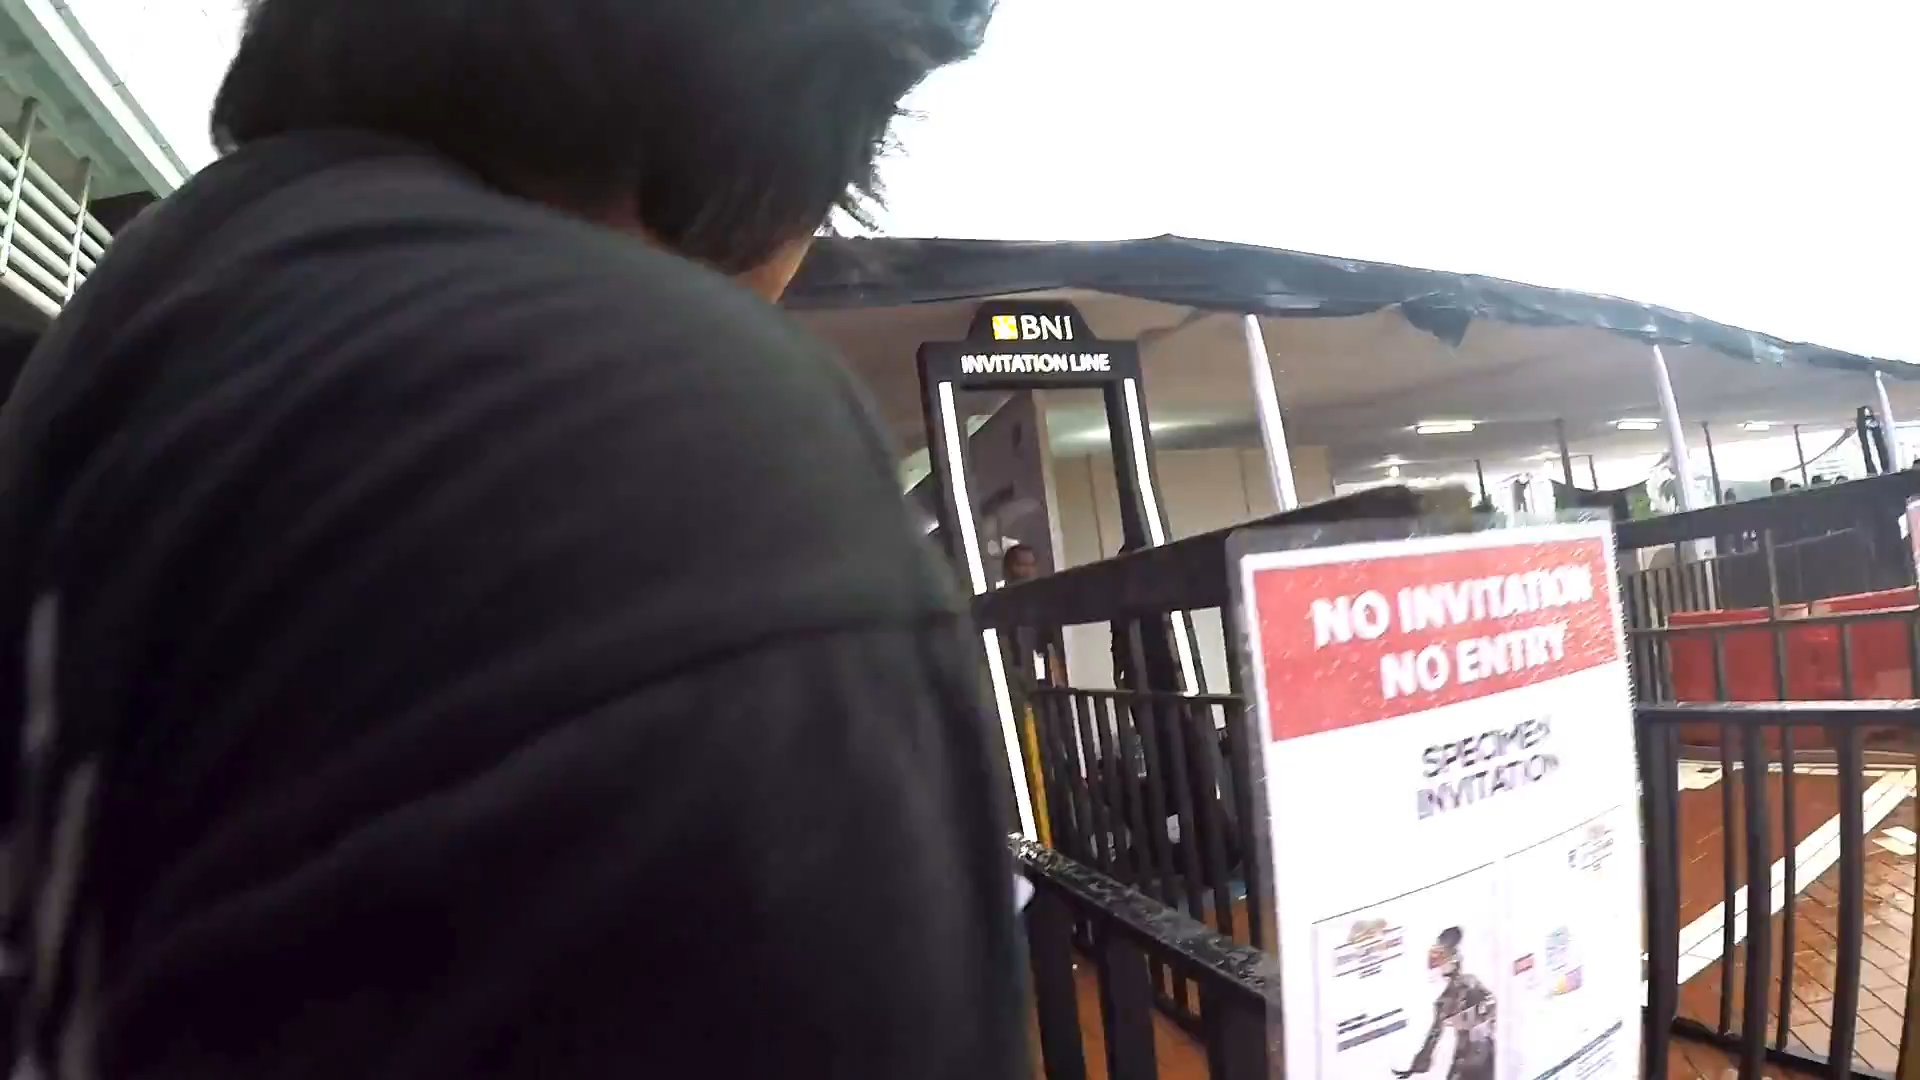 BNI
INVITATION LINE
NO INVITATION
NO ENTRY
SPECIMEN
INVITATION